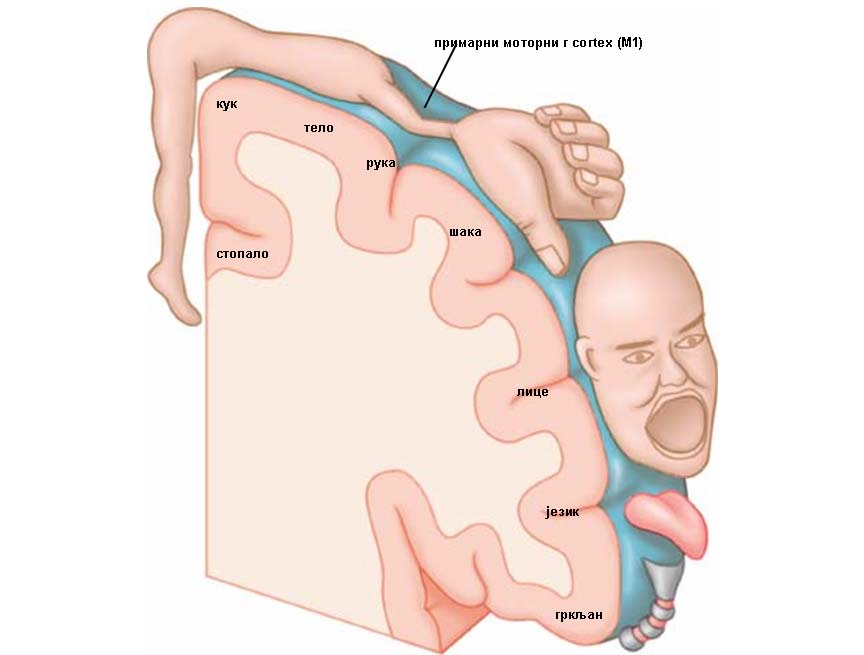 примарни моторни r cortex (M1)
кук
тело
рука
шака
стопало
лице
језик
гркљан